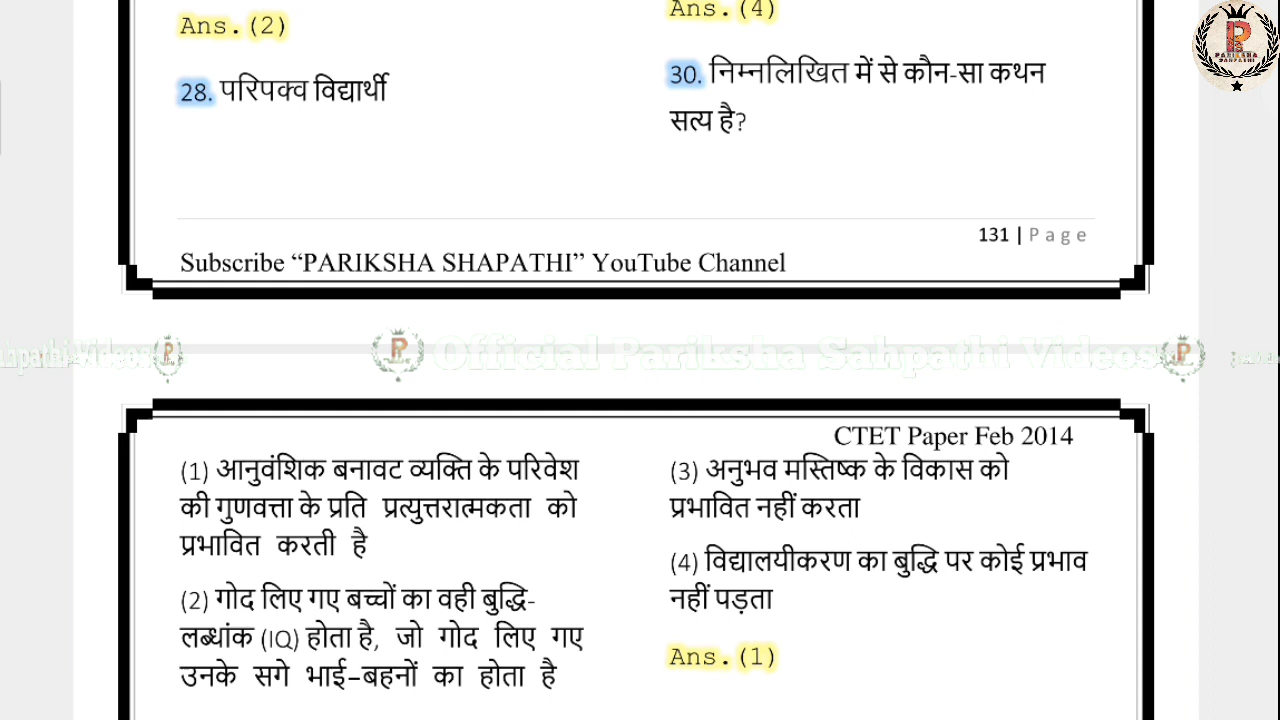 Ans.(2)
28. परिपक्व विद्यार्थी
Ans.(4)
30. निम्नलिखित में से कौन-सा कथन
सत्य है?
131 | Page
Subscribe “PARIKSHA SHAPATHI” YouTube Channel
Official Pariksha Sahpathi Videos
CTET Paper Feb 2014
(1) आनुवंशिक बनावट व्यक्ति के परिवेश
की गुणवत्ता के प्रति प्रत्युत्तरात्मकता को
प्रभावित करती है
(2) गोद लिए गए बच्चों का वही बुद्धि-
लब्धांक (IQ) होता है, जो गोद लिए गए
उनके सगे भाई–बहनों का होता है
(3) अनुभव मस्तिष्क के विकास को
प्रभावित नहीं करता
(4) विद्यालयीकरण का बुद्धि पर कोई प्रभाव
नहीं पड़ता
Ans.(1)
PARIKSHA
SAHPATHI